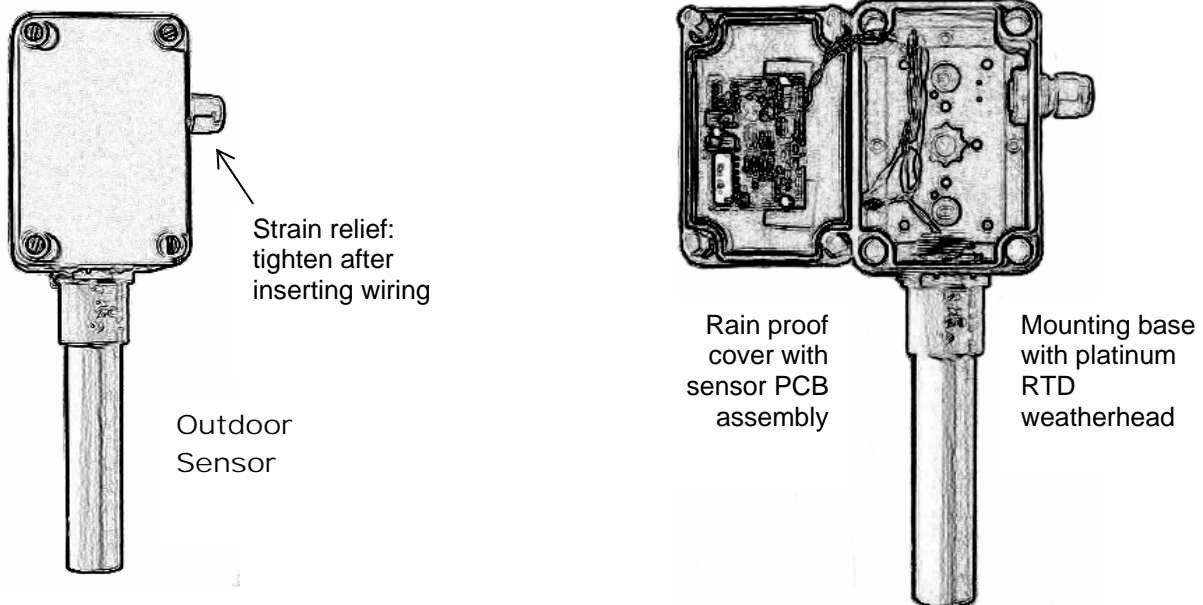 Strain relief:
tighten after
inserting wiring
Outdoor
Sensor
Rain proof
cover with
sensor PCB
assembly
Mounting base
with platinum
RTD
weatherhead